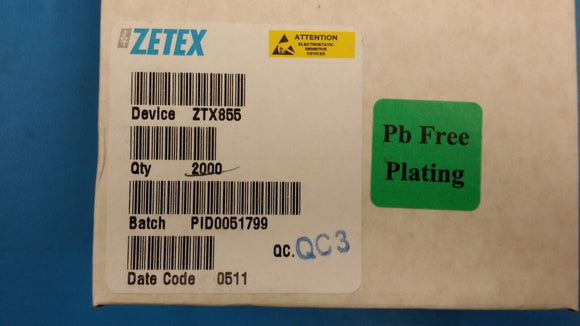 ZETEX
ATTENTION
ELECTROSTATIC
SENSITIVE
DEVICES
Device ZTX855
Qty 2000
Batch PID0051799
QC. QC3
Date Code 0511
Pb Free
Plating